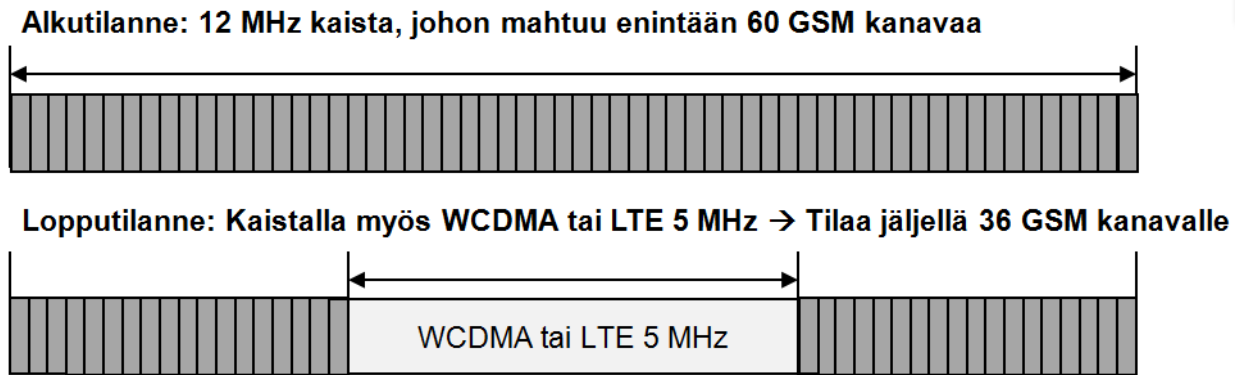 Alkutilanne: 12 MHz kaista, johon mahtuu enintään 60 GSM kanavaa
Lopputilanne: Kaistalla myös WCDMA tai LTE 5 MHz → Tilaa jäljellä 36 GSM kanavalle
WCDMA tai LTE 5 MHz